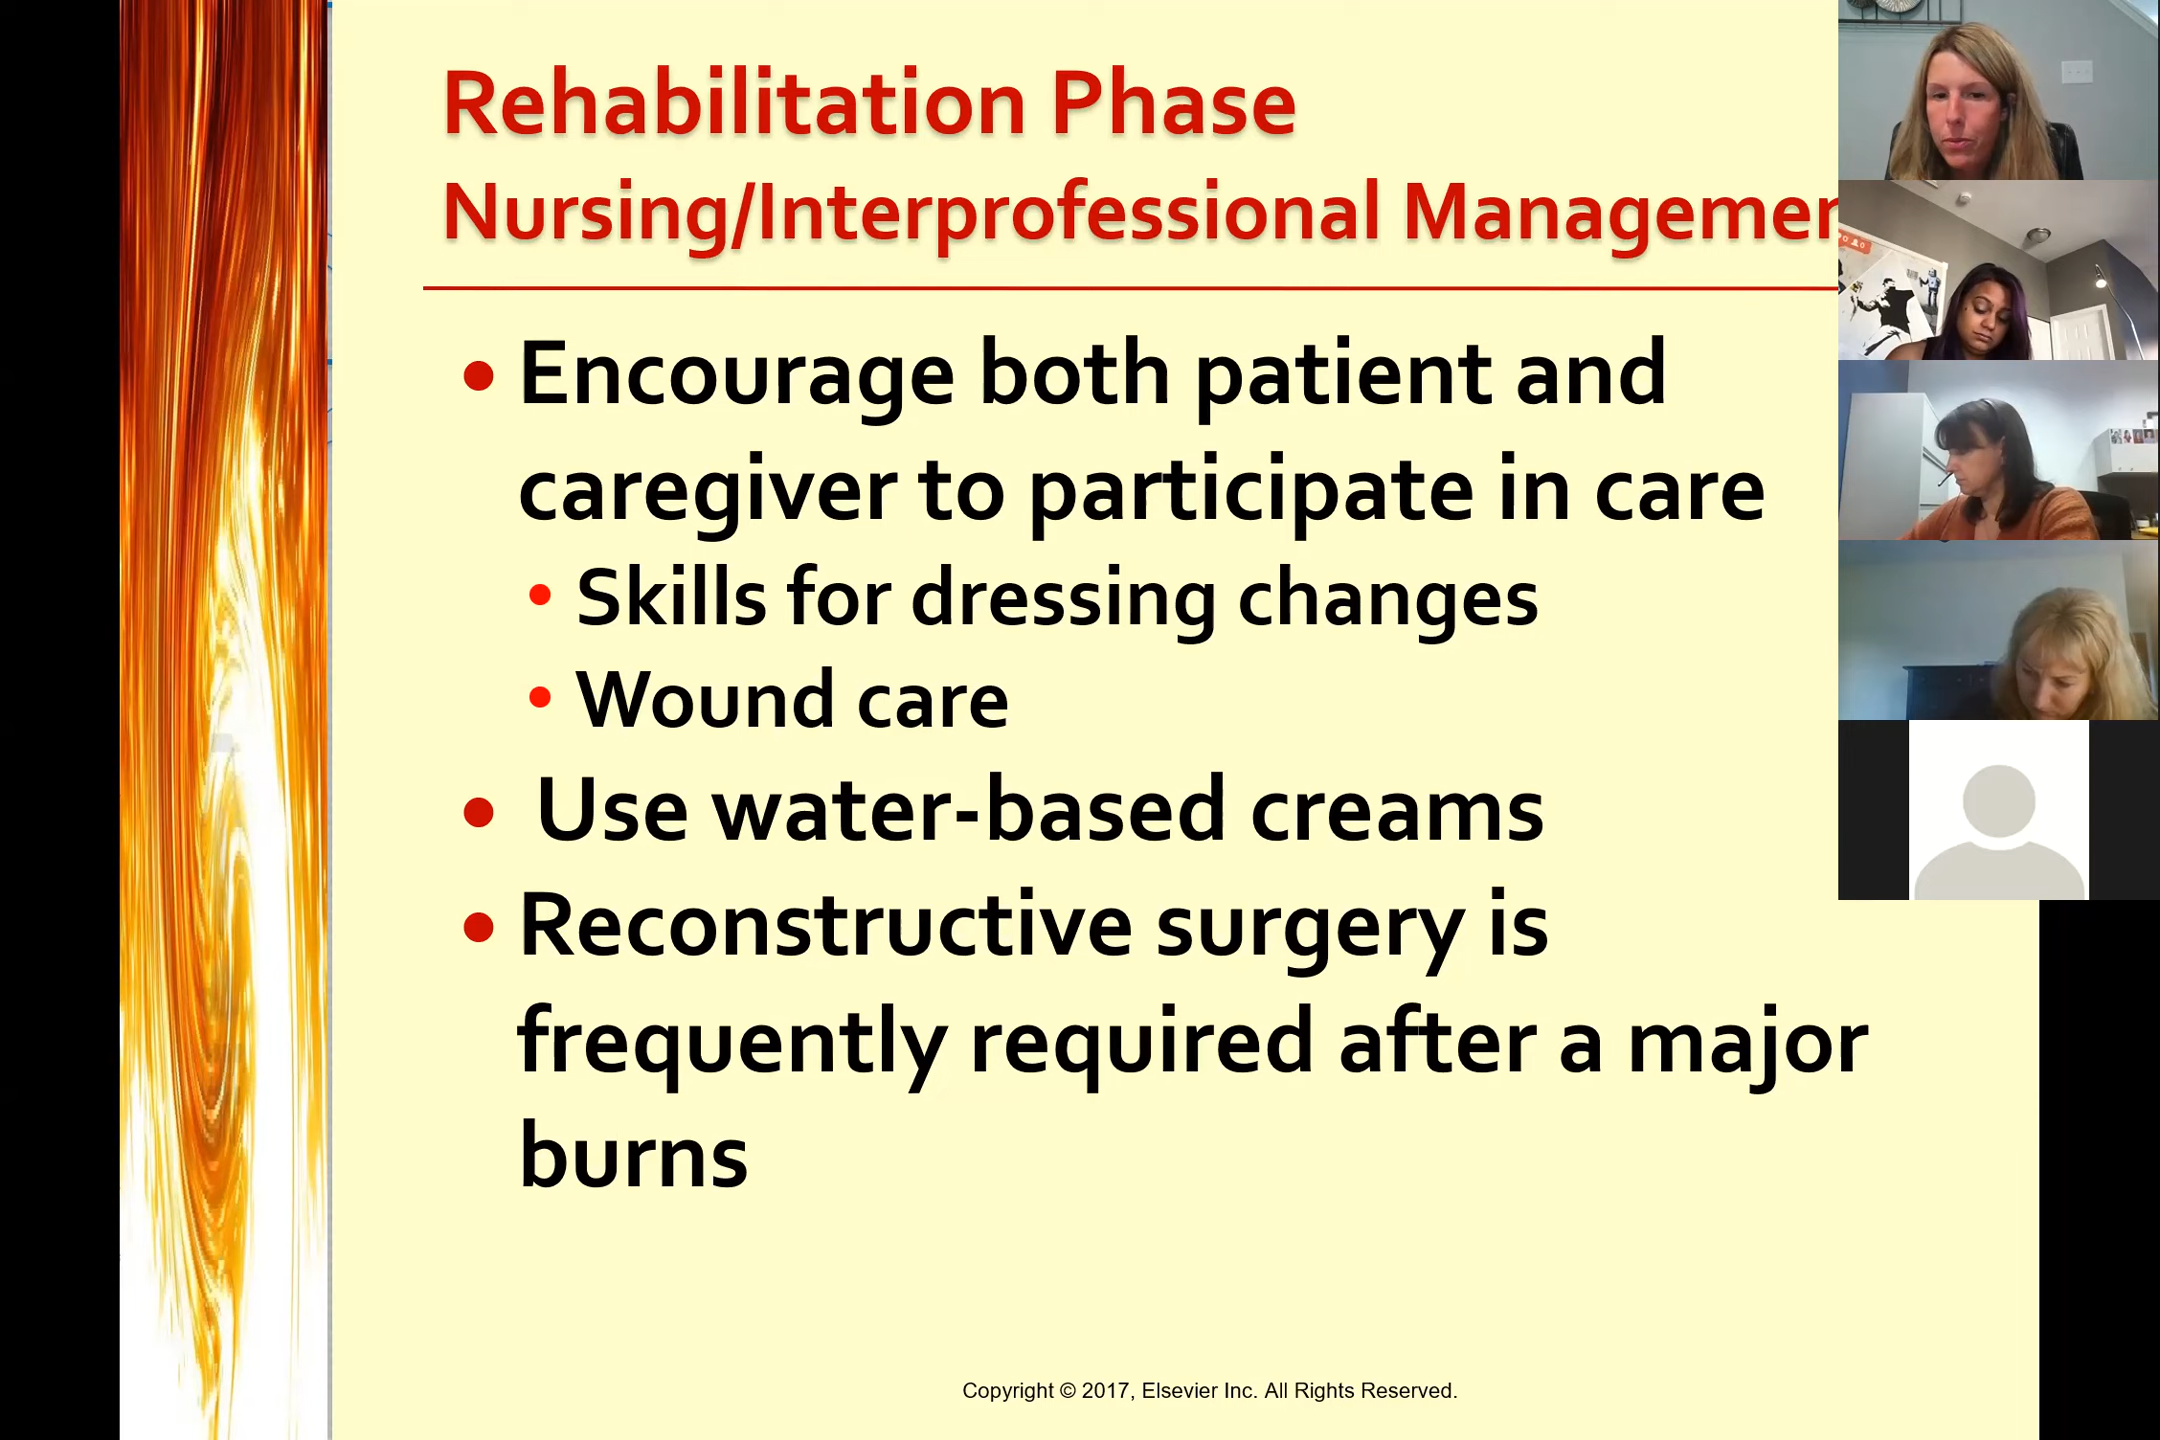 Rehabilitation Phase
Nursing/Interprofessional
• Encourage both patient and
caregiver to participate in care
• Skills for dressing changes
• Wound care
• Use water-based creams
• Reconstructive surgery is
frequently required after a major
burns
Copyright © 2017, Elsevier Inc. All Rights Reserved.